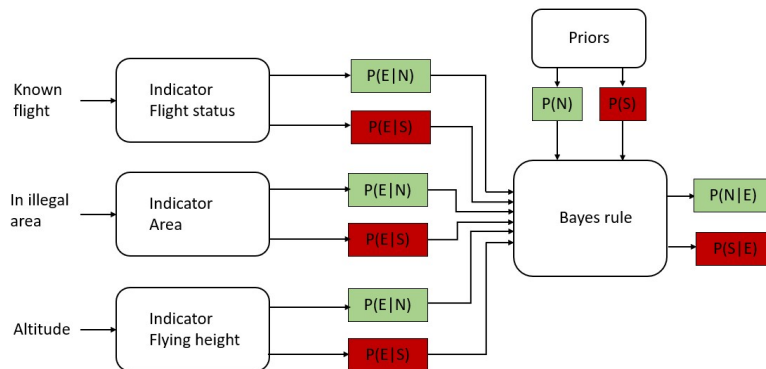 Priors
P(N)
P(S)
Known
flight
Indicator
Flight status
P(E|N)
P(E|S)
In illegal
area
Indicator
Area
P(E|N)
P(E|S)
Bayes rule
P(N|E)
P(S|E)
Altitude
Indicator
Flying height
P(E|N)
P(E|S)